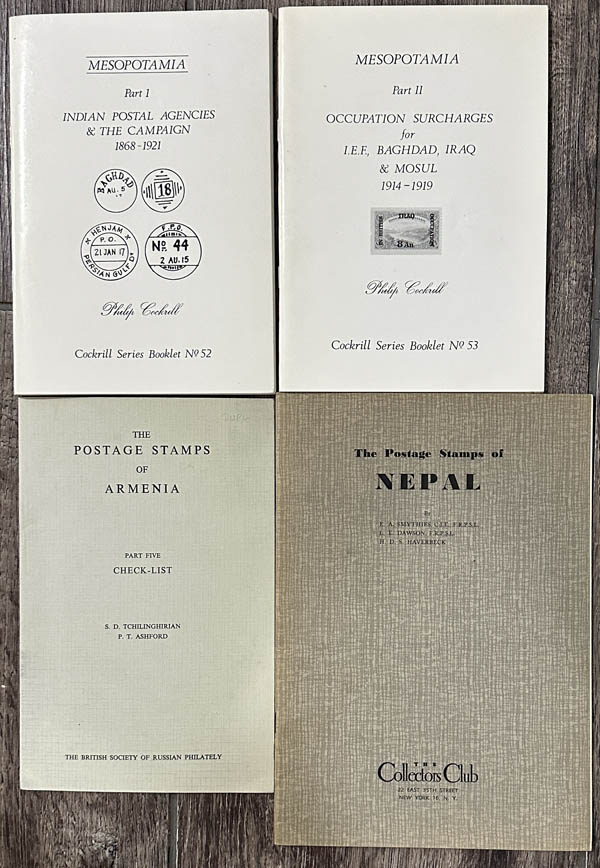 MESOPOTAMIA
Part I
INDIAN POSTAL AGENCIES
& THE CAMPAIGN
1868-1921
BAGHDAD
AU. 5
18
HENJAM
P.O.
21 JAN 17
PERSIAN GULF
F.P.O.
No. 44
2 AU.15
Philip Cockrill
Cockrill Series Booklet No 52
MESOPOTAMIA
Part II
OCCUPATION SURCHARGES
for
I.E.F., BAGHDAD, IRAQ
& MOSUL
1914-1919
IRAQ
IN BRITISH
OCCUPATION
8 An.
Philip Cockrill
Cockrill Series Booklet No 53
THE
POSTAGE STAMPS
OF
ARMENIA
PART FIVE
CHECK-LIST
S. D. TCHILINGHIRIAN
P. T. ASHFORD
THE BRITISH SOCIETY OF RUSSIAN PHILATELY
The Postage Stamps of
NEPAL
By
E. A. SMYTHIES, C.I.E., F.R.P.S.L.
L. E. DAWSON, F.R.P.S.L.
H. D. S. HAVERBECK
THE
Collectors Club
22 EAST 35TH STREET
NEW YORK 16, N. Y.